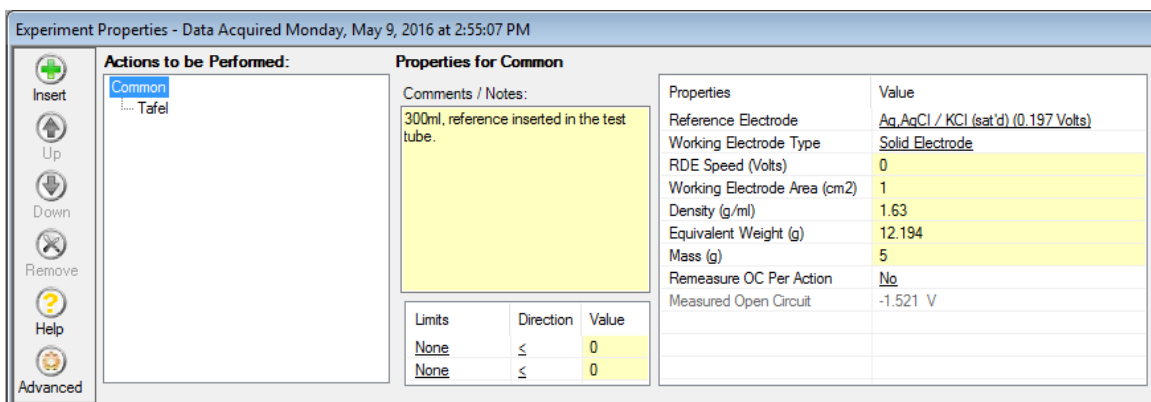 Experiment Properties - Data Acquired Monday, May 9, 2016 at 2:55:07 PM
Insert
Up
Down
Remove
Help
Advanced
Actions to be Performed:
Common
Tafel
Properties for Common
Comments / Notes:
300ml, reference inserted in the test
tube.
Limits Direction Value
None < 0
None < 0
Properties Value
Reference Electrode Ag,AgCl / KCl (sat'd) (0.197 Volts)
Working Electrode Type Solid Electrode
RDE Speed (Volts) 0
Working Electrode Area (cm2) 1
Density (g/ml) 1.63
Equivalent Weight (g) 12.194
Mass (g) 5
Remeasure OC Per Action No
Measured Open Circuit -1.521 V